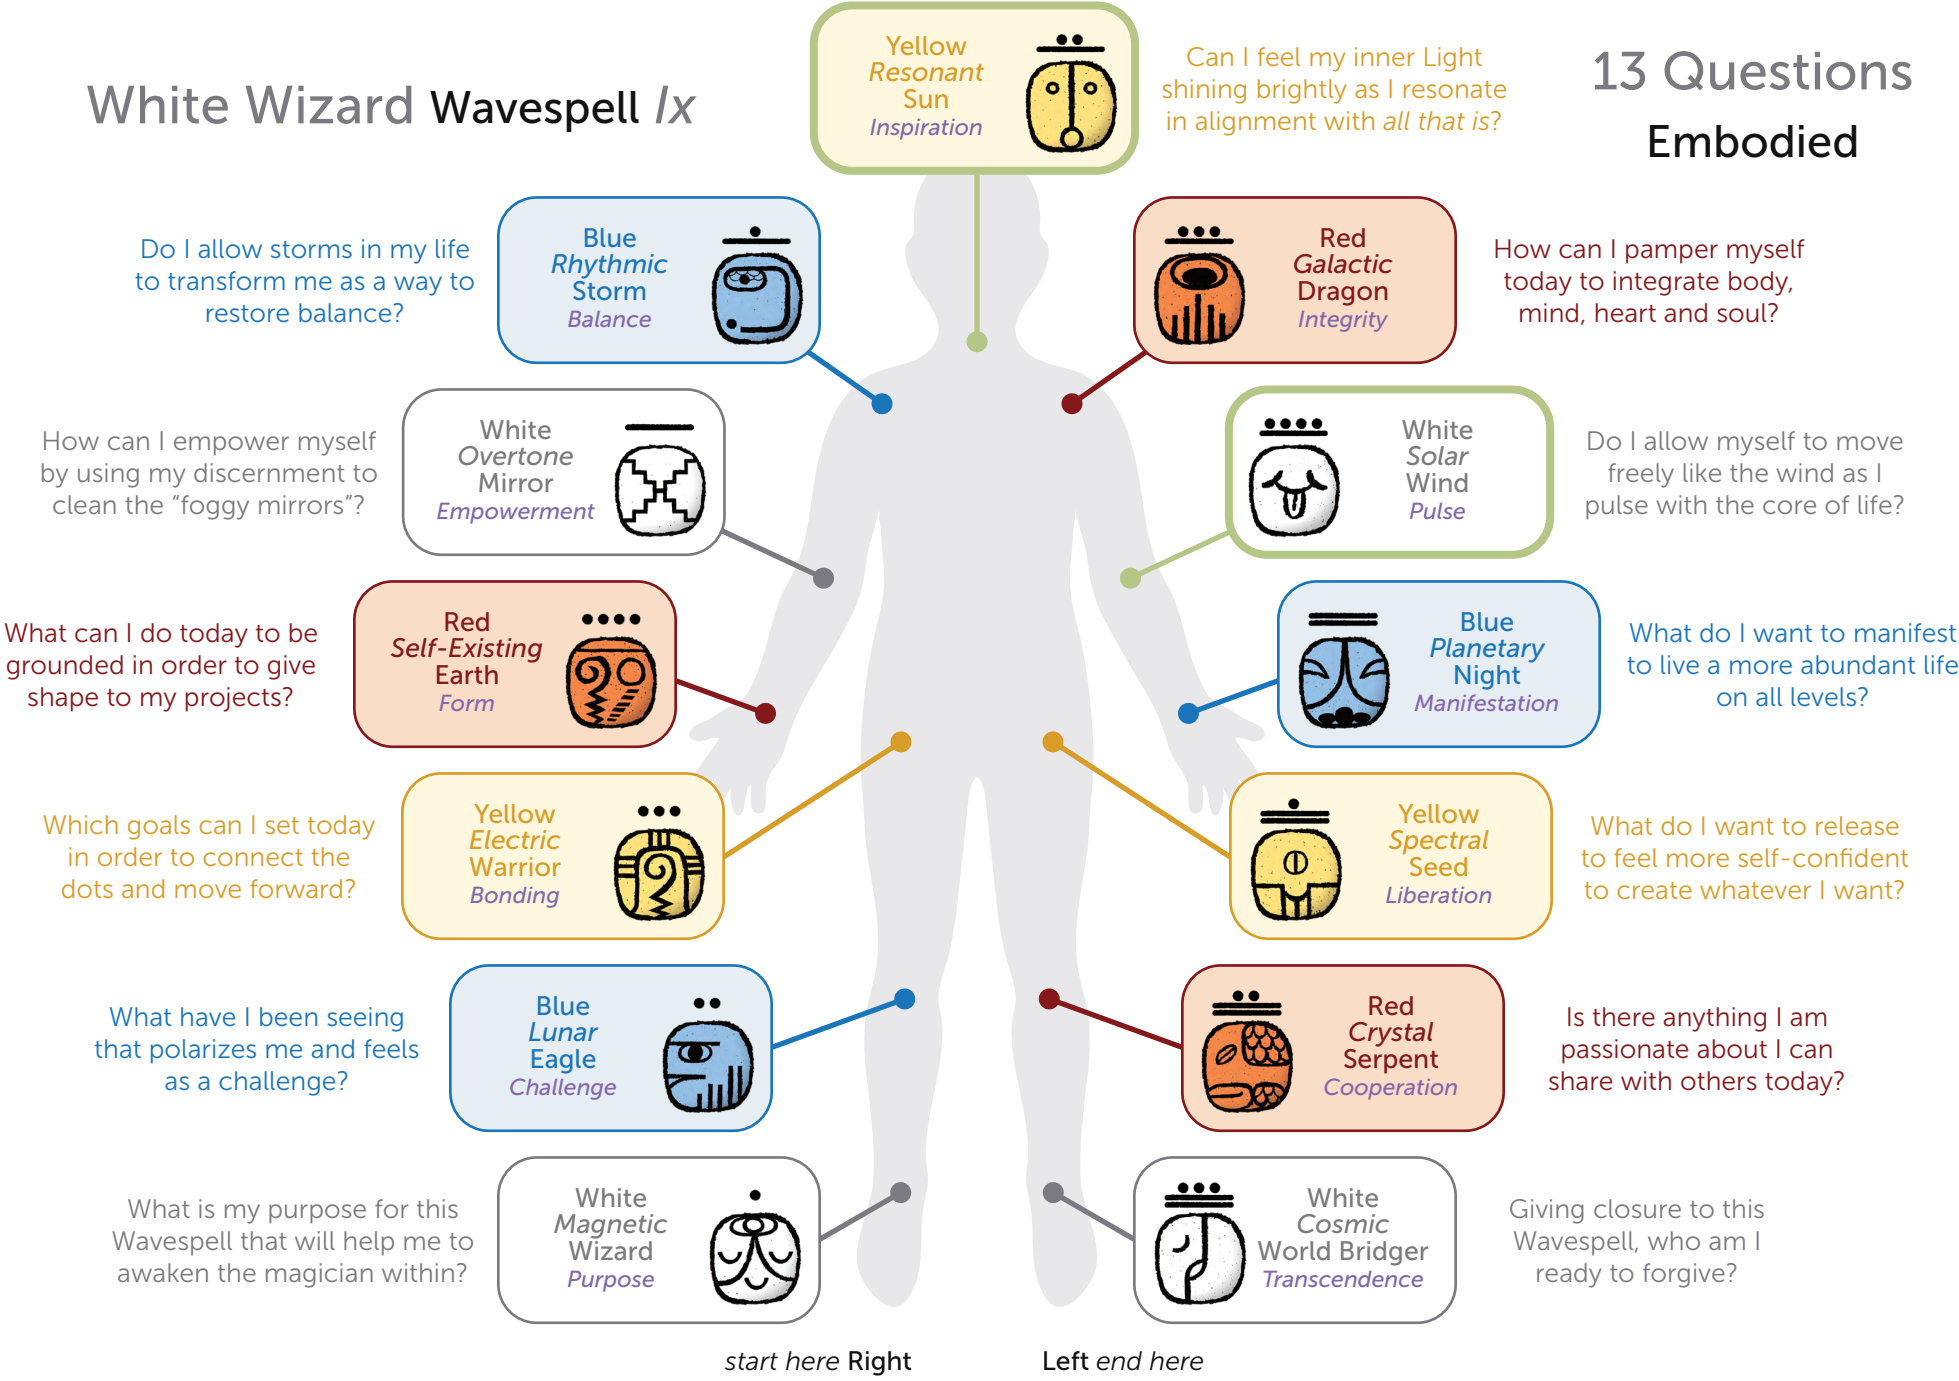 White Wizard Wavespell Ix
13 Questions
Embodied
Yellow
Resonant
Sun
Inspiration
Can I feel my inner Light
shining brightly as I resonate
in alignment with all that is?
Do I allow storms in my life
to transform me as a way to
restore balance?
Blue
Rhythmic
Storm
Balance
Red
Galactic
Dragon
Integrity
How can I pamper myself
today to integrate body,
mind, heart and soul?
How can I empower myself
by using my discernment to
clean the “foggy mirrors”?
White
Overtone
Mirror
Empowerment
White
Solar
Wind
Pulse
Do I allow myself to move
freely like the wind as I
pulse with the core of life?
What can I do today to be
grounded in order to give
shape to my projects?
Red
Self-Existing
Earth
Form
Blue
Planetary
Night
Manifestation
What do I want to manifest
to live a more abundant life
on all levels?
Which goals can I set today
in order to connect the
dots and move forward?
Yellow
Electric
Warrior
Bonding
Yellow
Spectral
Seed
Liberation
What do I want to release
to feel more self-confident
to create whatever I want?
What have I been seeing
that polarizes me and feels
as a challenge?
Blue
Lunar
Eagle
Challenge
Red
Crystal
Serpent
Cooperation
Is there anything I am
passionate about I can
share with others today?
What is my purpose for this
Wavespell that will help me to
awaken the magician within?
White
Magnetic
Wizard
Purpose
White
Cosmic
World Bridger
Transcendence
Giving closure to this
Wavespell, who am I
ready to forgive?
start here Right
Left end here